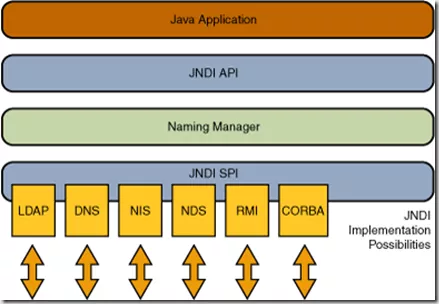 Java Application
JNDI API
Naming Manager
JNDI SPI
LDAP
DNS
NIS
NDS
RMI
CORBA
JNDI
Implementation
Possibilities